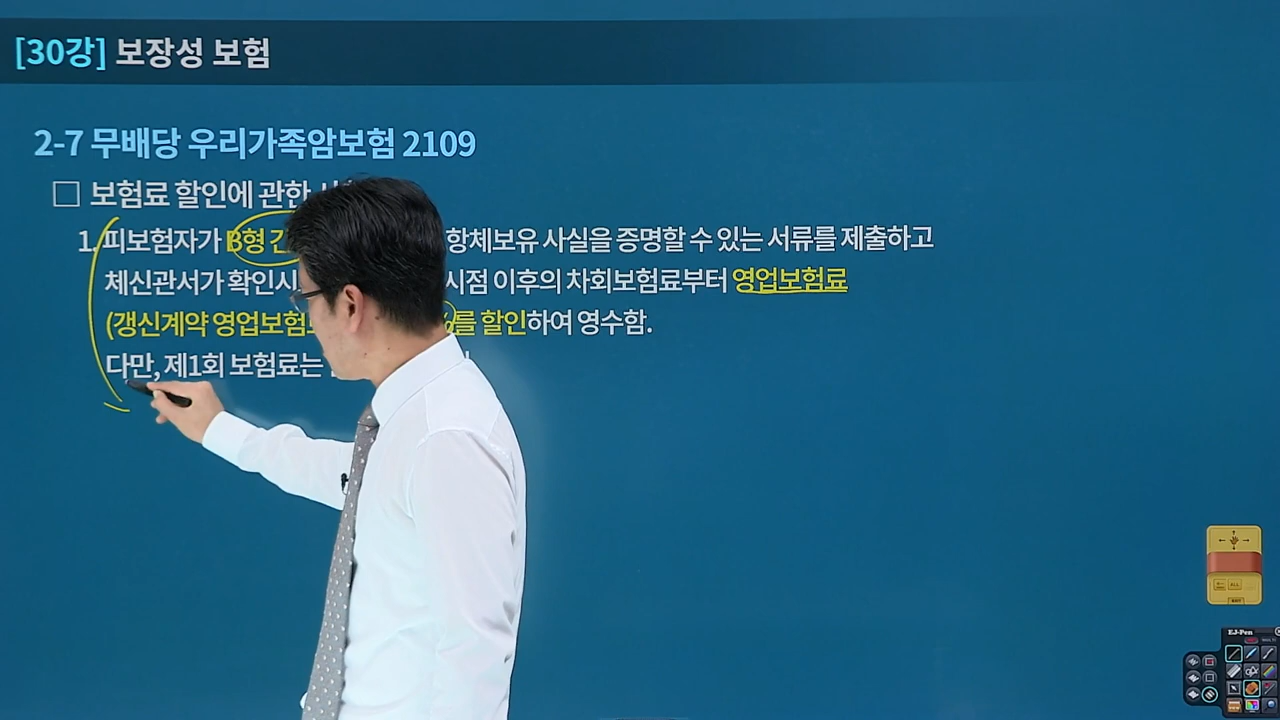 [30강] 보장성 보험
2-7 무배당 우리가족암보험 2109
□ 보험료 할인에 관한
1. 피보험자가 B형 간 항체보유 사실을 증명할 수 있는 서류를 제출하고
체신관서가 확인시 시점 이후의 차회보험료부터 영업보험료
(갱신계약 영업보험 를 할인하여 영수함.
다만, 제1회 보험료는
EJ-Pen